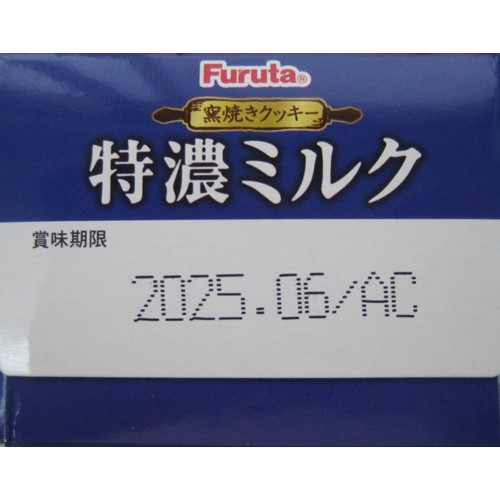 Furuta®
窯焼きクッキー
特濃ミルク
賞味期限
2025.06/AC